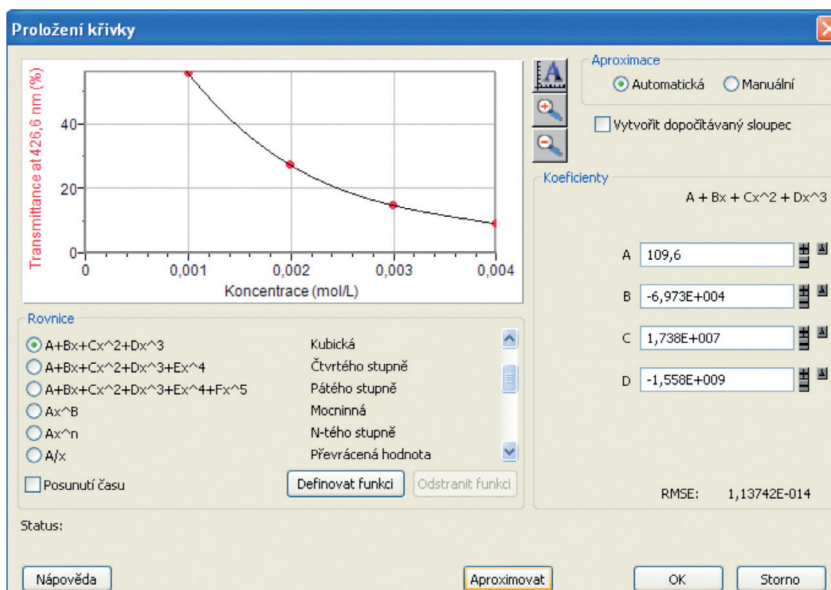 Proložení křivky
Transmittance at 426,6 nm (%)
40
20
0
0
0,001
0,002
0,003
0,004
Koncentrace (mol/L)
Aproximace
Automatická
Manuální
Vytvořit dopočítávaný sloupec
Koeficienty
A + Bx + Cx^2 + Dx^3
A 109,6
B -6,973E+004
C 1,738E+007
D -1,558E+009
RMSE: 1,13742E-014
Rovnice
A+Bx+Cx^2+Dx^3 Kubická
A+Bx+Cx^2+Dx^3+Ex^4 Čtvrtého stupně
A+Bx+Cx^2+Dx^3+Ex^4+Fx^5 Pátého stupně
Ax^B Mocninná
Ax^n N-tého stupně
A/x Převrácená hodnota
Posunutí času
Definovat funkci
Odstranit funkci
Status:
Nápověda
Aproximovat
OK
Storno